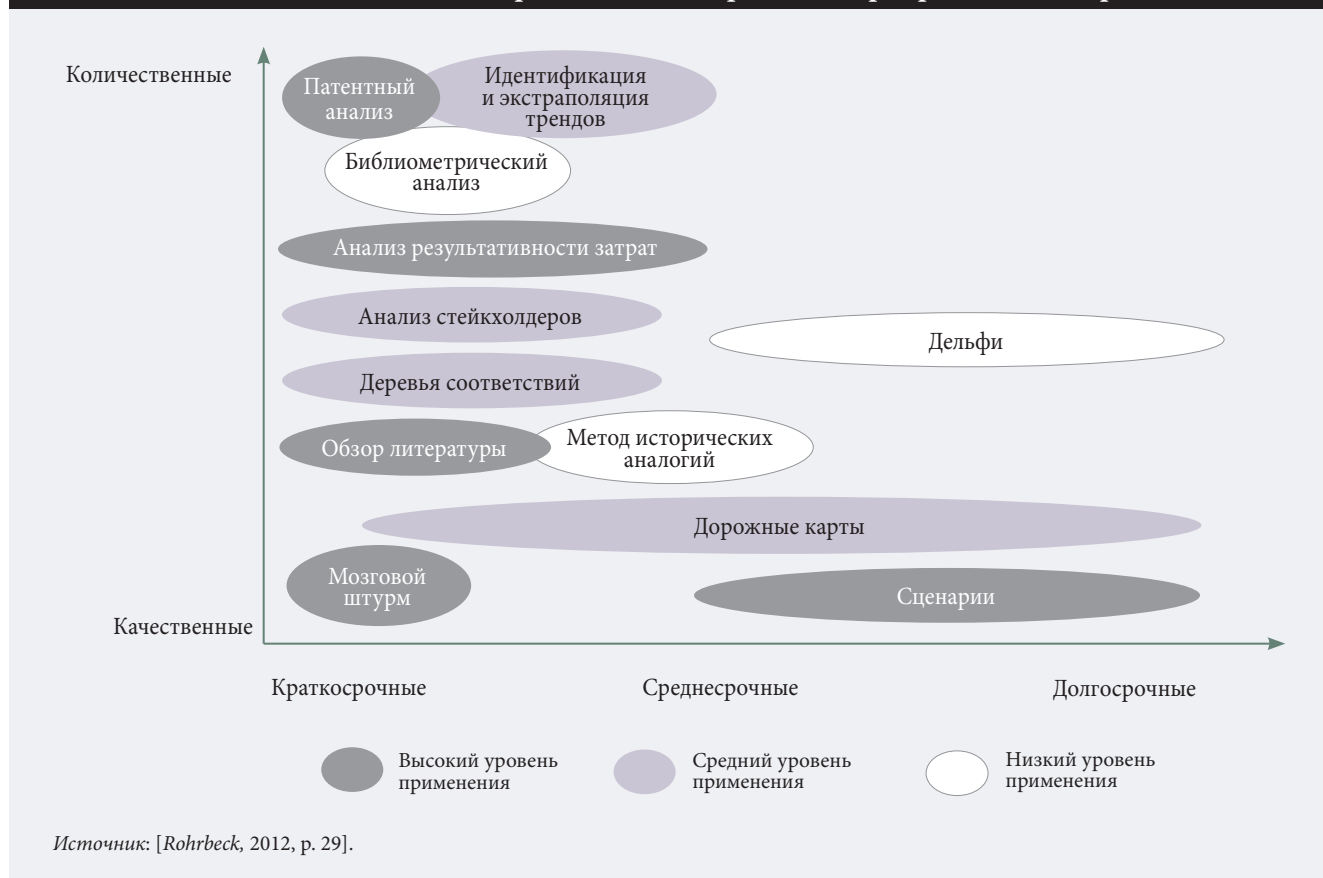 Количественные
Патентный
анализ
Идентификация
и экстраполяция
трендов
Библиометрический
анализ
Анализ результативности затрат
Анализ стейкхолдеров
Дельфи
Деревья соответствий
Обзор литературы
Метод исторических
аналогий
Дорожные карты
Мозговой
штурм
Сценарии
Качественные
Краткосрочные
Среднесрочные
Долгосрочные
Высокий уровень
применения
Средний уровень
применения
Низкий уровень
применения
Источник: [Rohrbeck, 2012, p. 29].